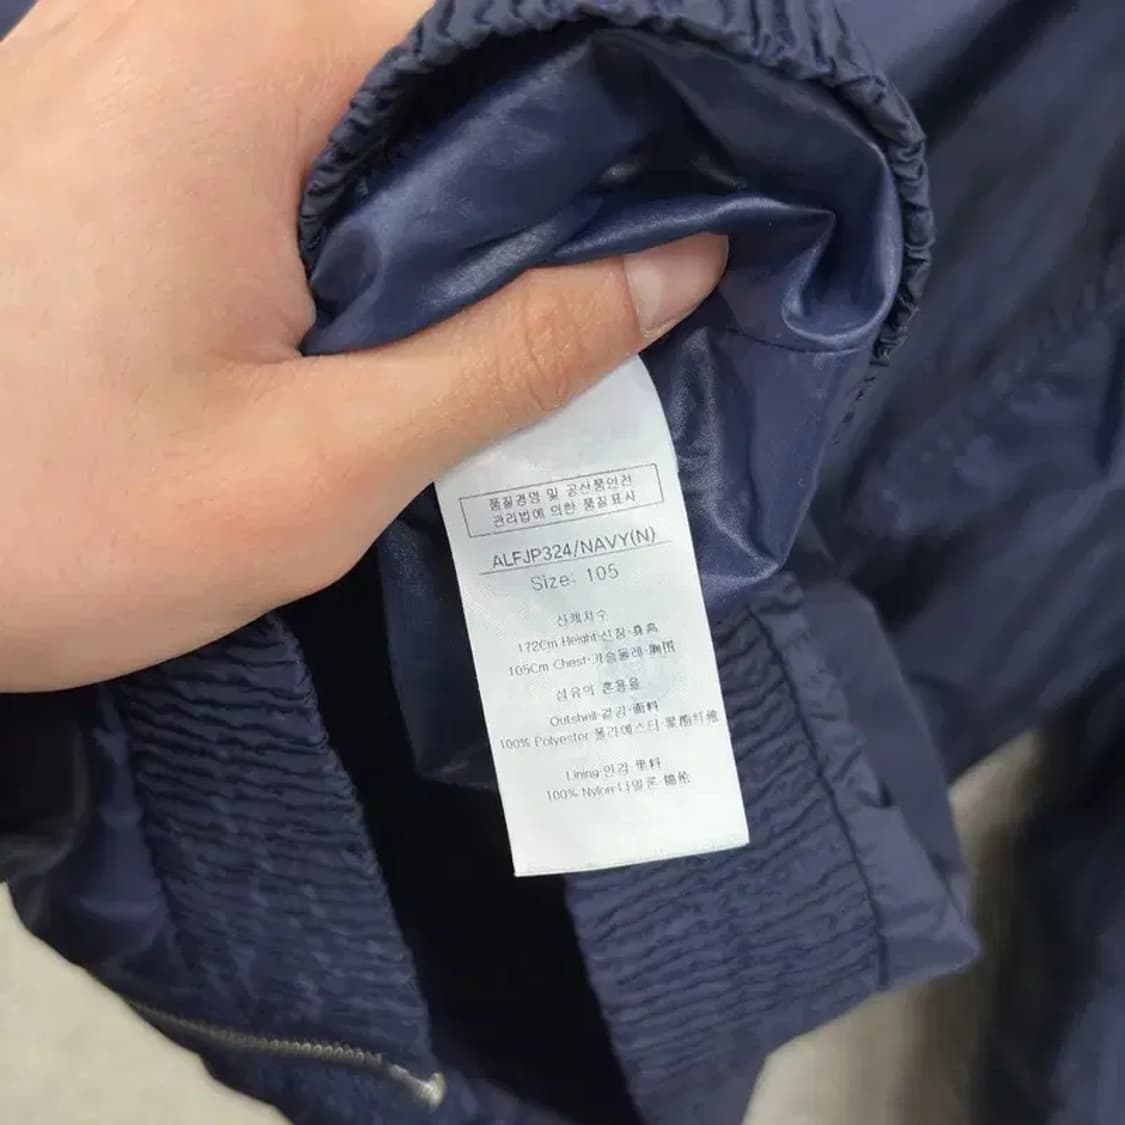 품질경영 및 공산품안전
관리법에 의한 품질표시
ALFJP324/NAVY(N)
Size: 105
신체치수
172Cm Height·신장·身高
105Cm Chest·가슴둘레·胸围
섬유의 혼용율
Outshell·겉감·面料
100% Polyester·폴리에스터·聚酯纤维
Lining·안감·里料
100% Nylon·나일론·锦纶